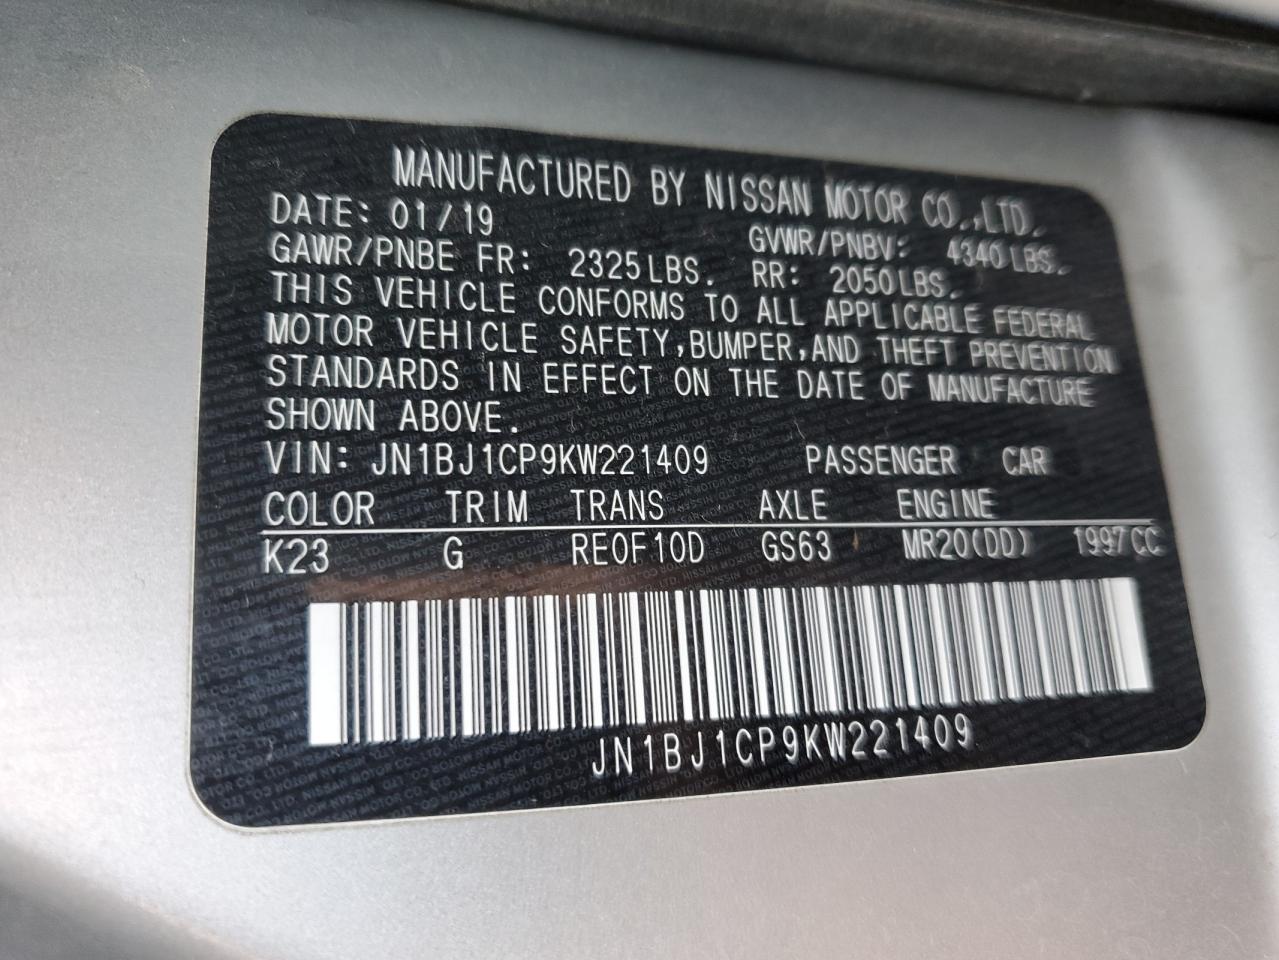 MANUFACTURED BY NISSAN MOTOR CO.,LTD.
DATE: 01/19 GVWR/PNBV: 4340LBS.
GAWR/PNBE FR: 2325LBS. RR: 2050LBS.
THIS VEHICLE CONFORMS TO ALL APPLICABLE FEDERAL
MOTOR VEHICLE SAFETY,BUMPER,AND THEFT PREVENTION
STANDARDS IN EFFECT ON THE DATE OF MANUFACTURE
SHOWN ABOVE.
VIN: JN1BJ1CP9KW221409 PASSENGER CAR
COLOR TRIM TRANS AXLE ENGINE
K23 G RE0F10D GS63 MR20(DD) 1997CC
JN1BJ1CP9KW221409